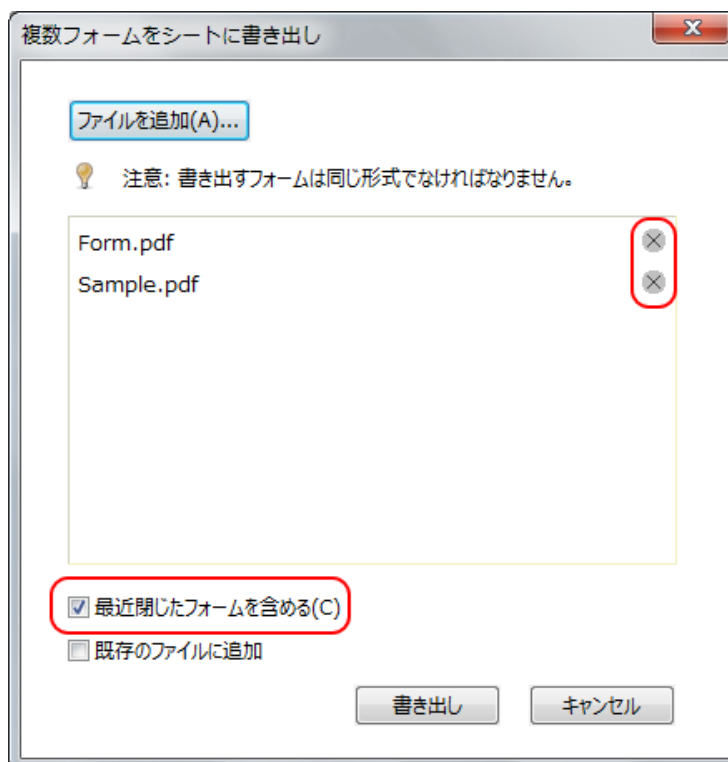 複数フォームをシートに書き出し
ファイルを追加(A)...
注意: 書き出すフォームは同じ形式でなければなりません。
Form.pdf
Sample.pdf
最近閉じたフォームを含める(C)
既存のファイルに追加
書き出し キャンセル